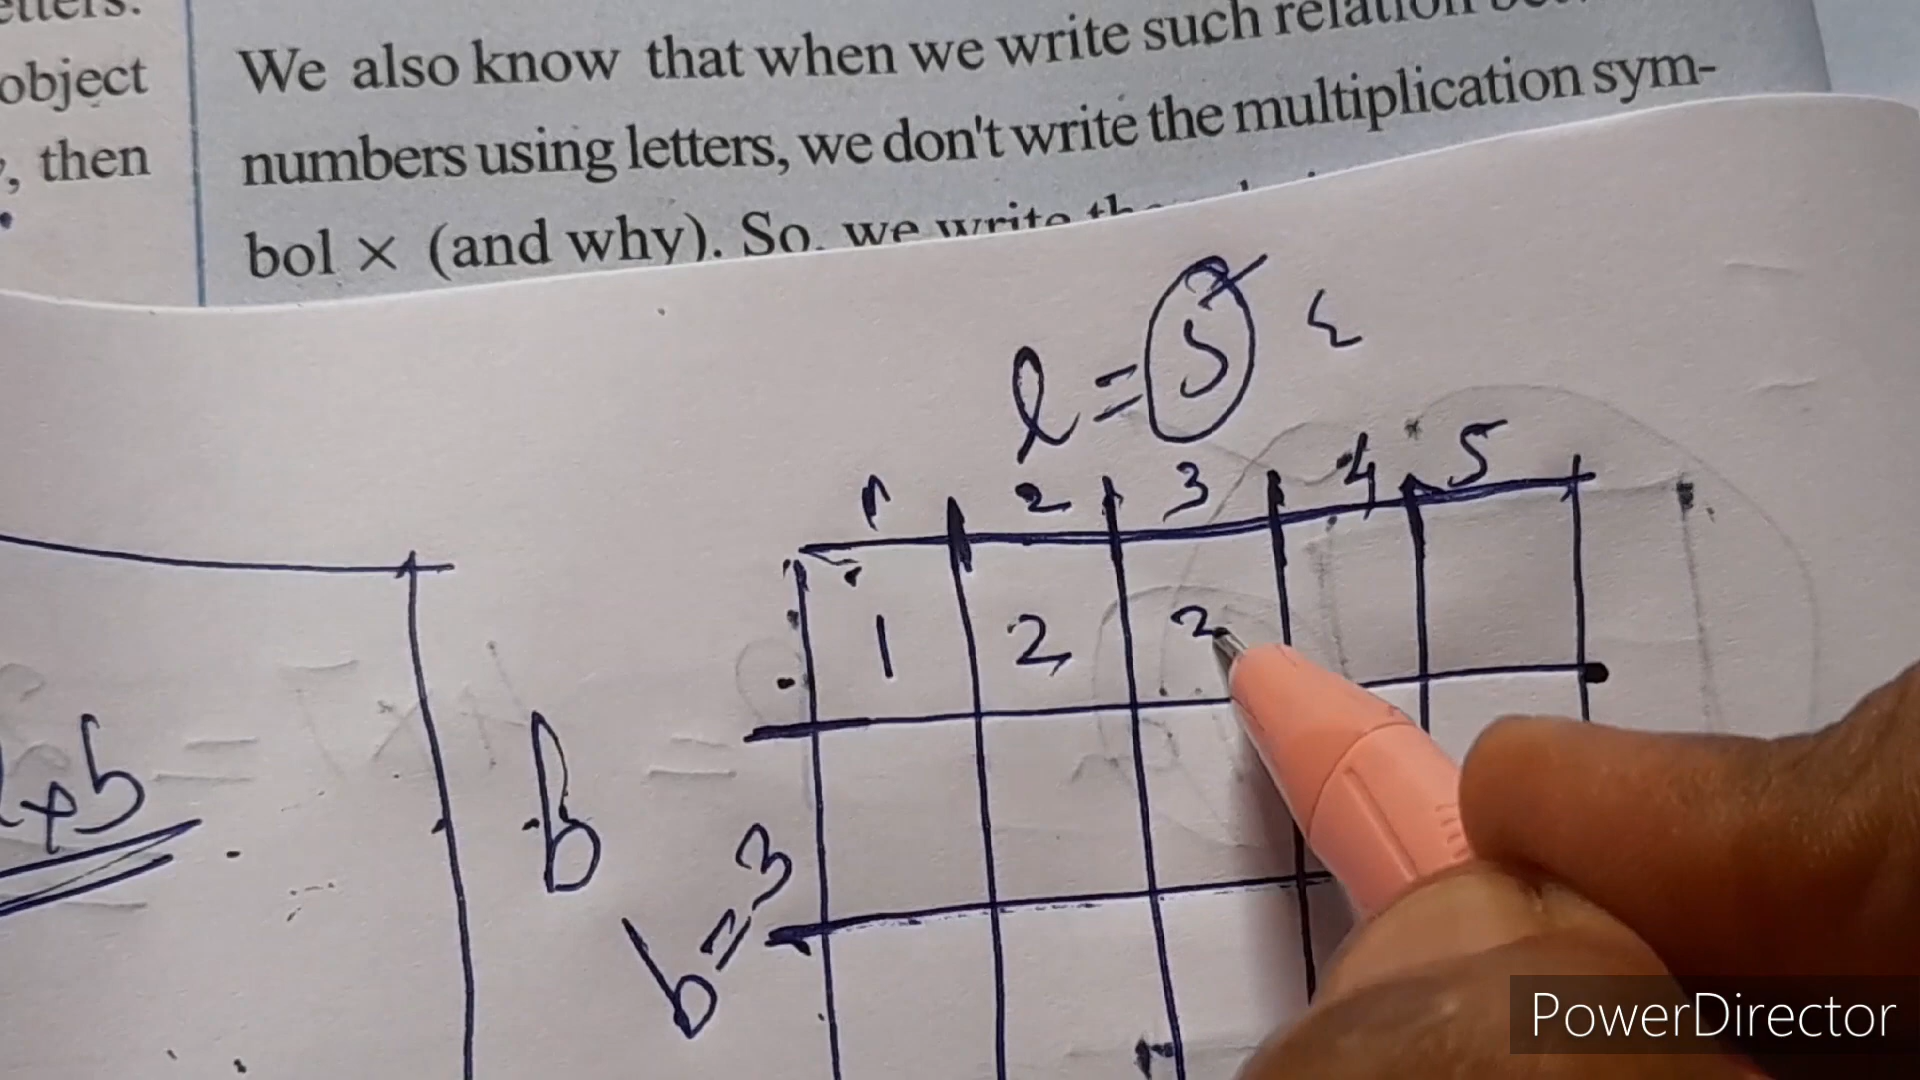 etters.
object
, then
We also know that when we write such relation
numbers using letters, we don't write the multiplication sym-
bol × (and why). So, we write the
l = 5
1 2 3 4 5
1 2
b = 3
b
×b
PowerDirector